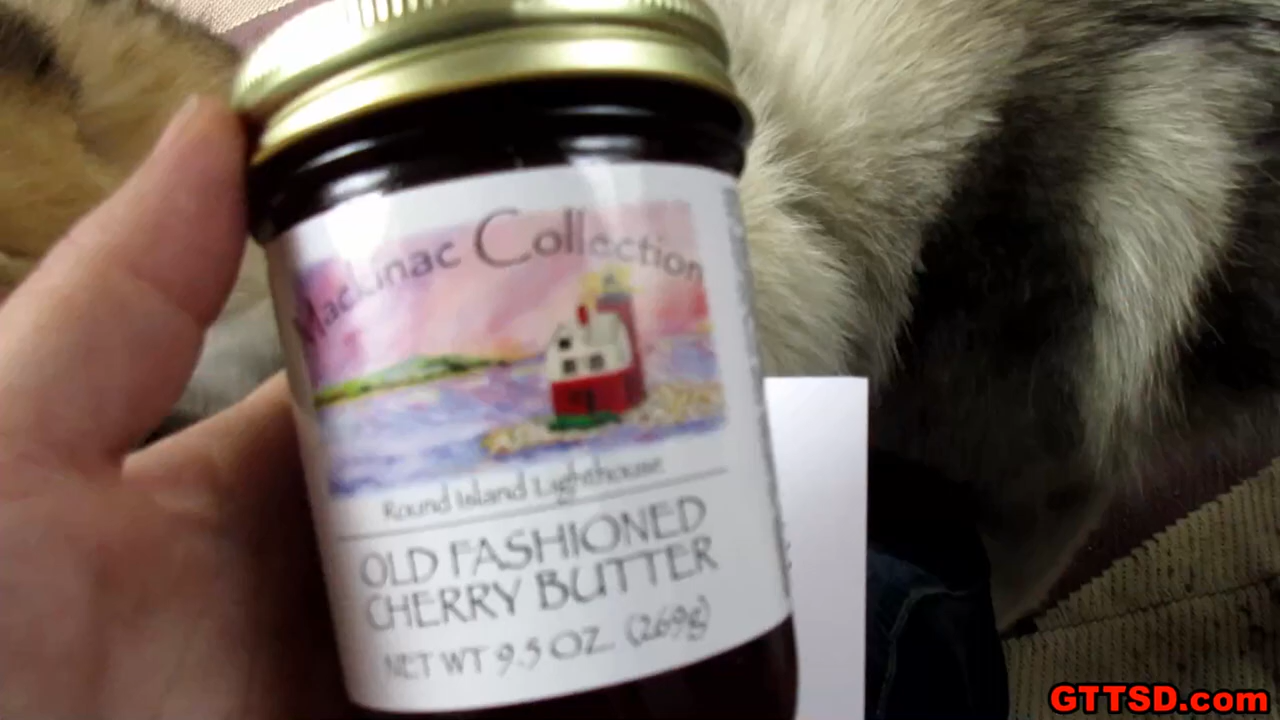 Mackinac Collection
Round Island Lighthouse
OLD FASHIONED
CHERRY BUTTER
NET WT 9.5 OZ. (269g)
GTTSD.com